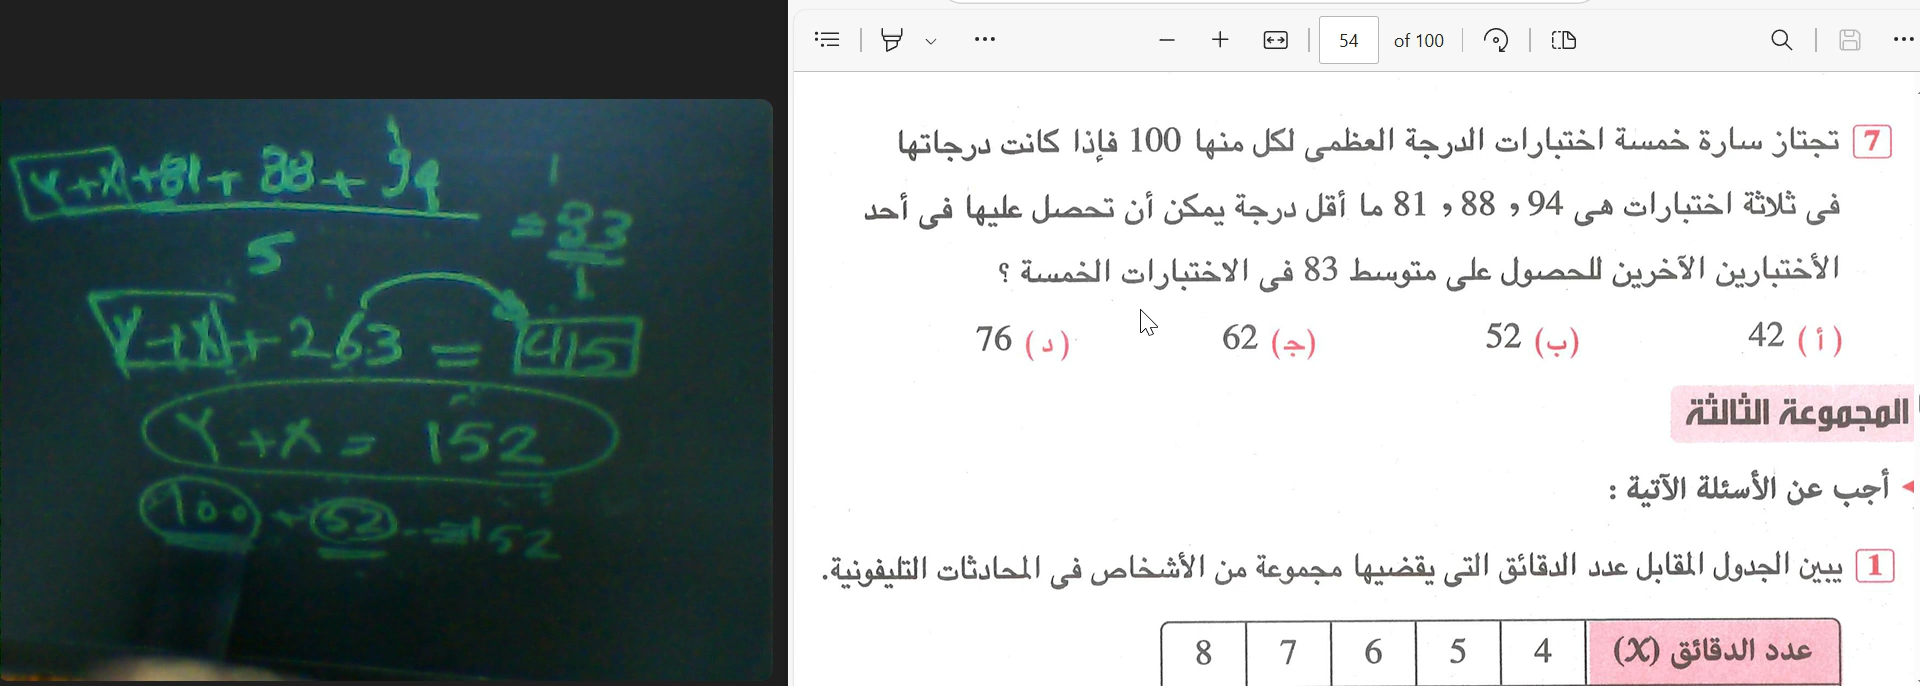 Y+X+81+88+94
5
=83
1
Y+X+263=415
Y+X=152
100+52=152
54 of 100
7 تجتاز سارة خمسة اختبارات الدرجة العظمى لكل منها 100 فإذا كانت درجاتها
فى ثلاثة اختبارات هى 94 , 88 , 81 ما أقل درجة يمكن أن تحصل عليها فى أحد
الأختبارين الآخرين للحصول على متوسط 83 فى الاختبارات الخمسة ؟
(أ) 42 (ب) 52 (جـ) 62 (د) 76
المجموعة الثالثة
أجب عن الأسئلة الآتية :
1 يبين الجدول المقابل عدد الدقائق التى يقضيها مجموعة من الأشخاص فى المحادثات التليفونية.
عدد الدقائق (X) 4 5 6 7 8